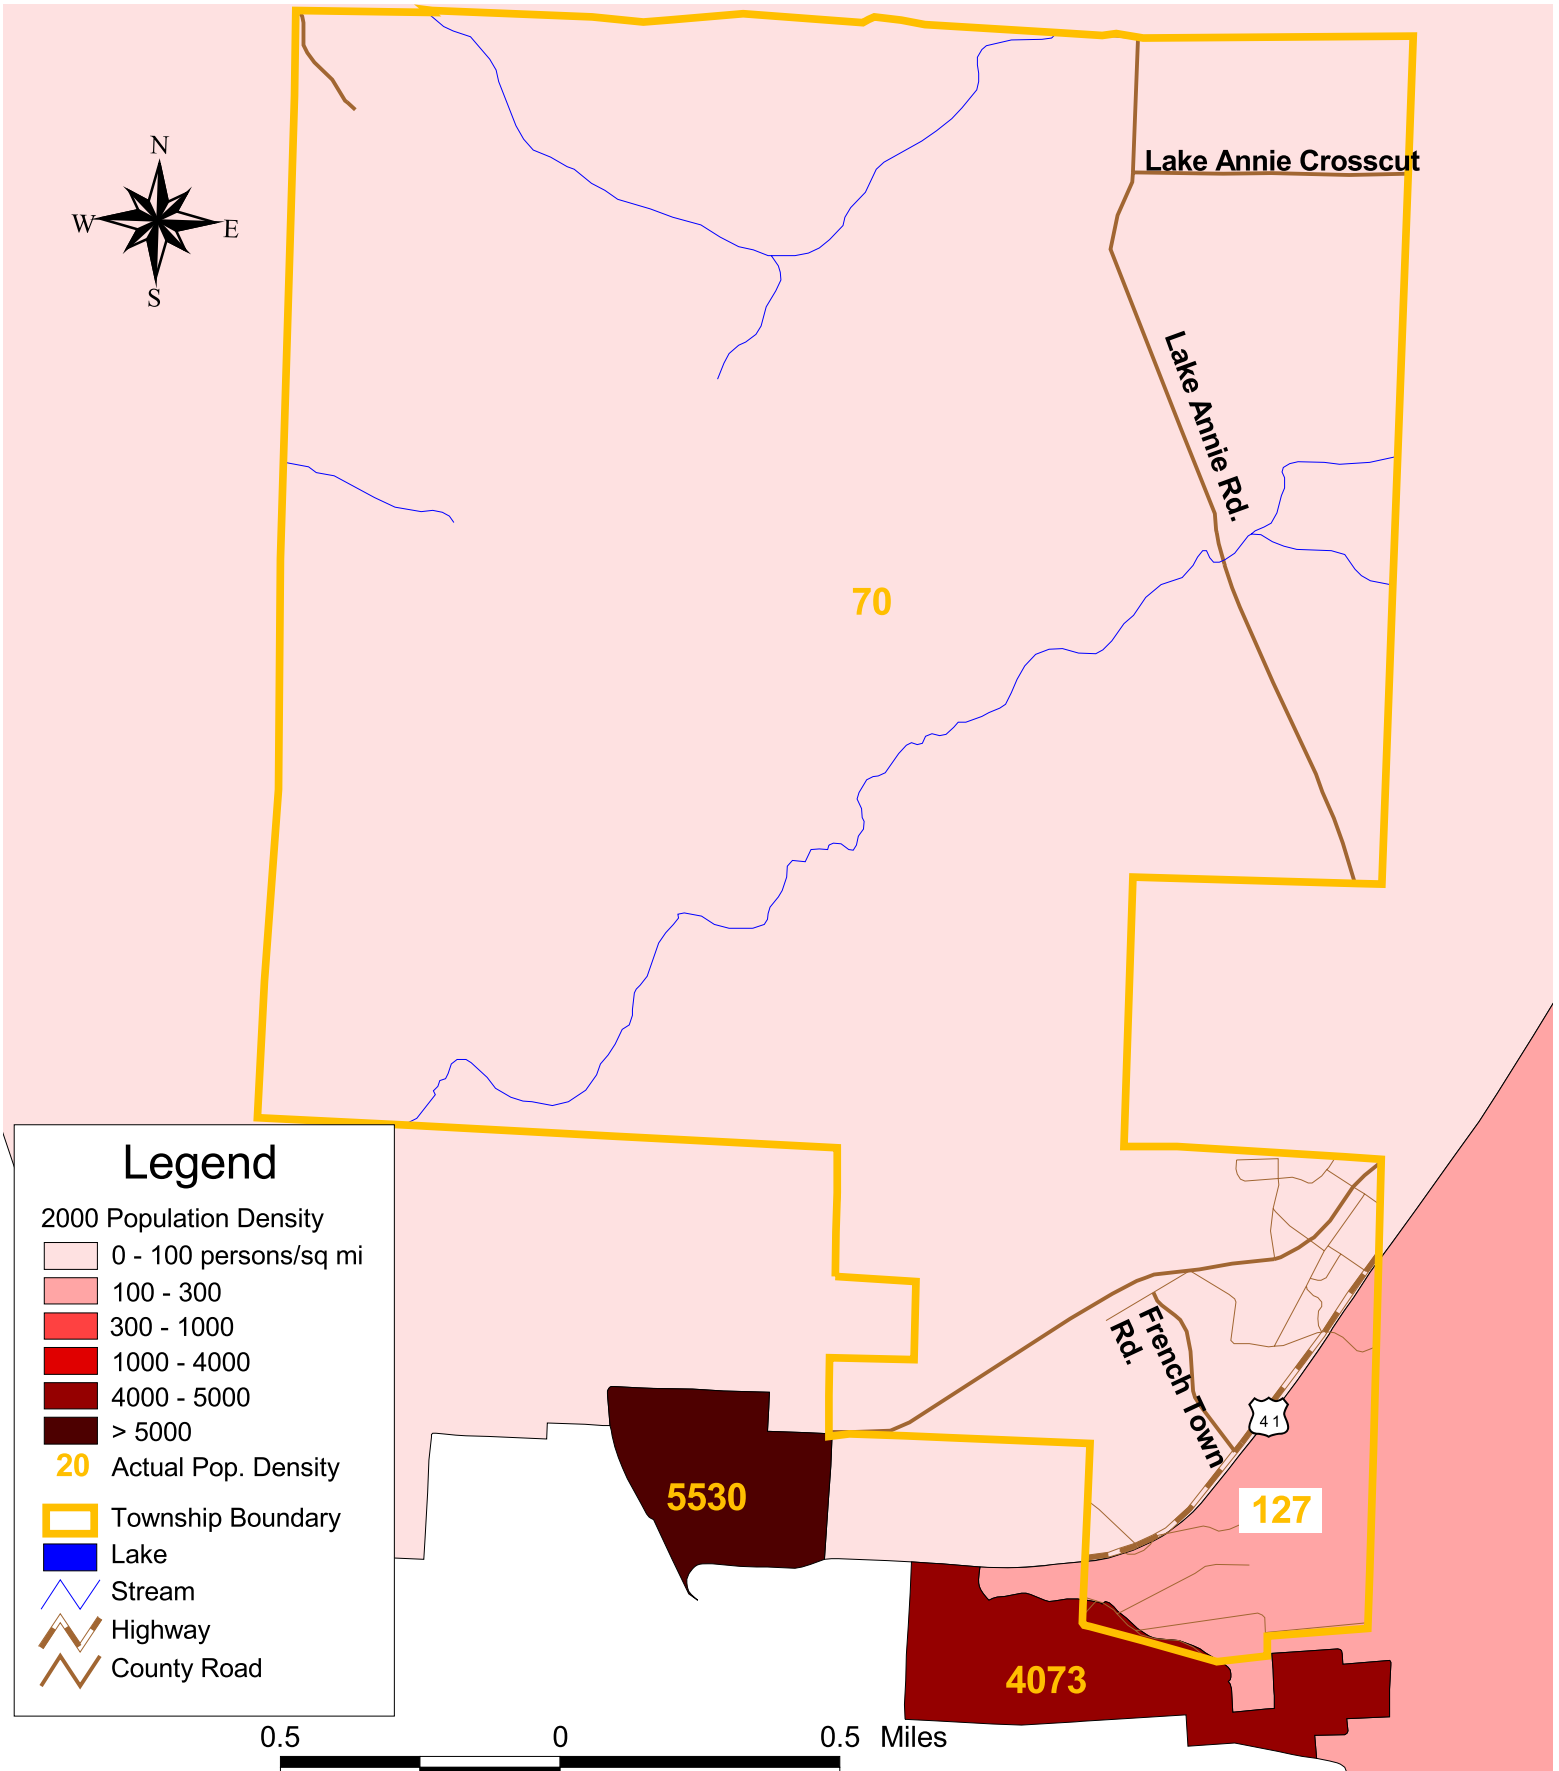 N
W
E
S
Lake Annie Crosscut
Lake Annie Rd.
70
French Town
Rd.
41
127
5530
4073
Legend
2000 Population Density
0 - 100 persons/sq mi
100 - 300
300 - 1000
1000 - 4000
4000 - 5000
> 5000
20 Actual Pop. Density
Township Boundary
Lake
Stream
Highway
County Road
0.5 0 0.5 Miles